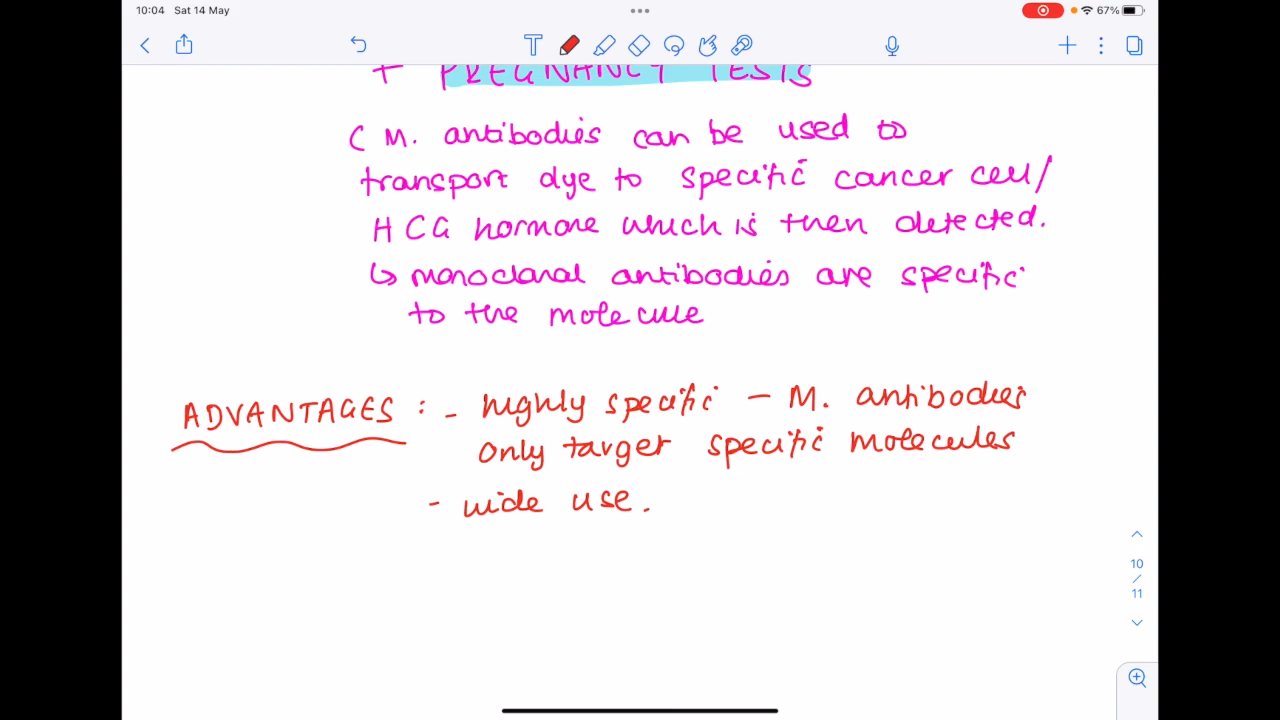 10:04 Sat 14 May
67%
T
+ PREGNANCY TESTS
( M. antibodies can be used to
transport dye to specific cancer cell/
HCG hormone which is then detected.
↳ monoclonal antibodies are specific
to the molecule
ADVANTAGES : - highly specific - M. antibodies
only target specific molecules
- wide use.
10
/
11